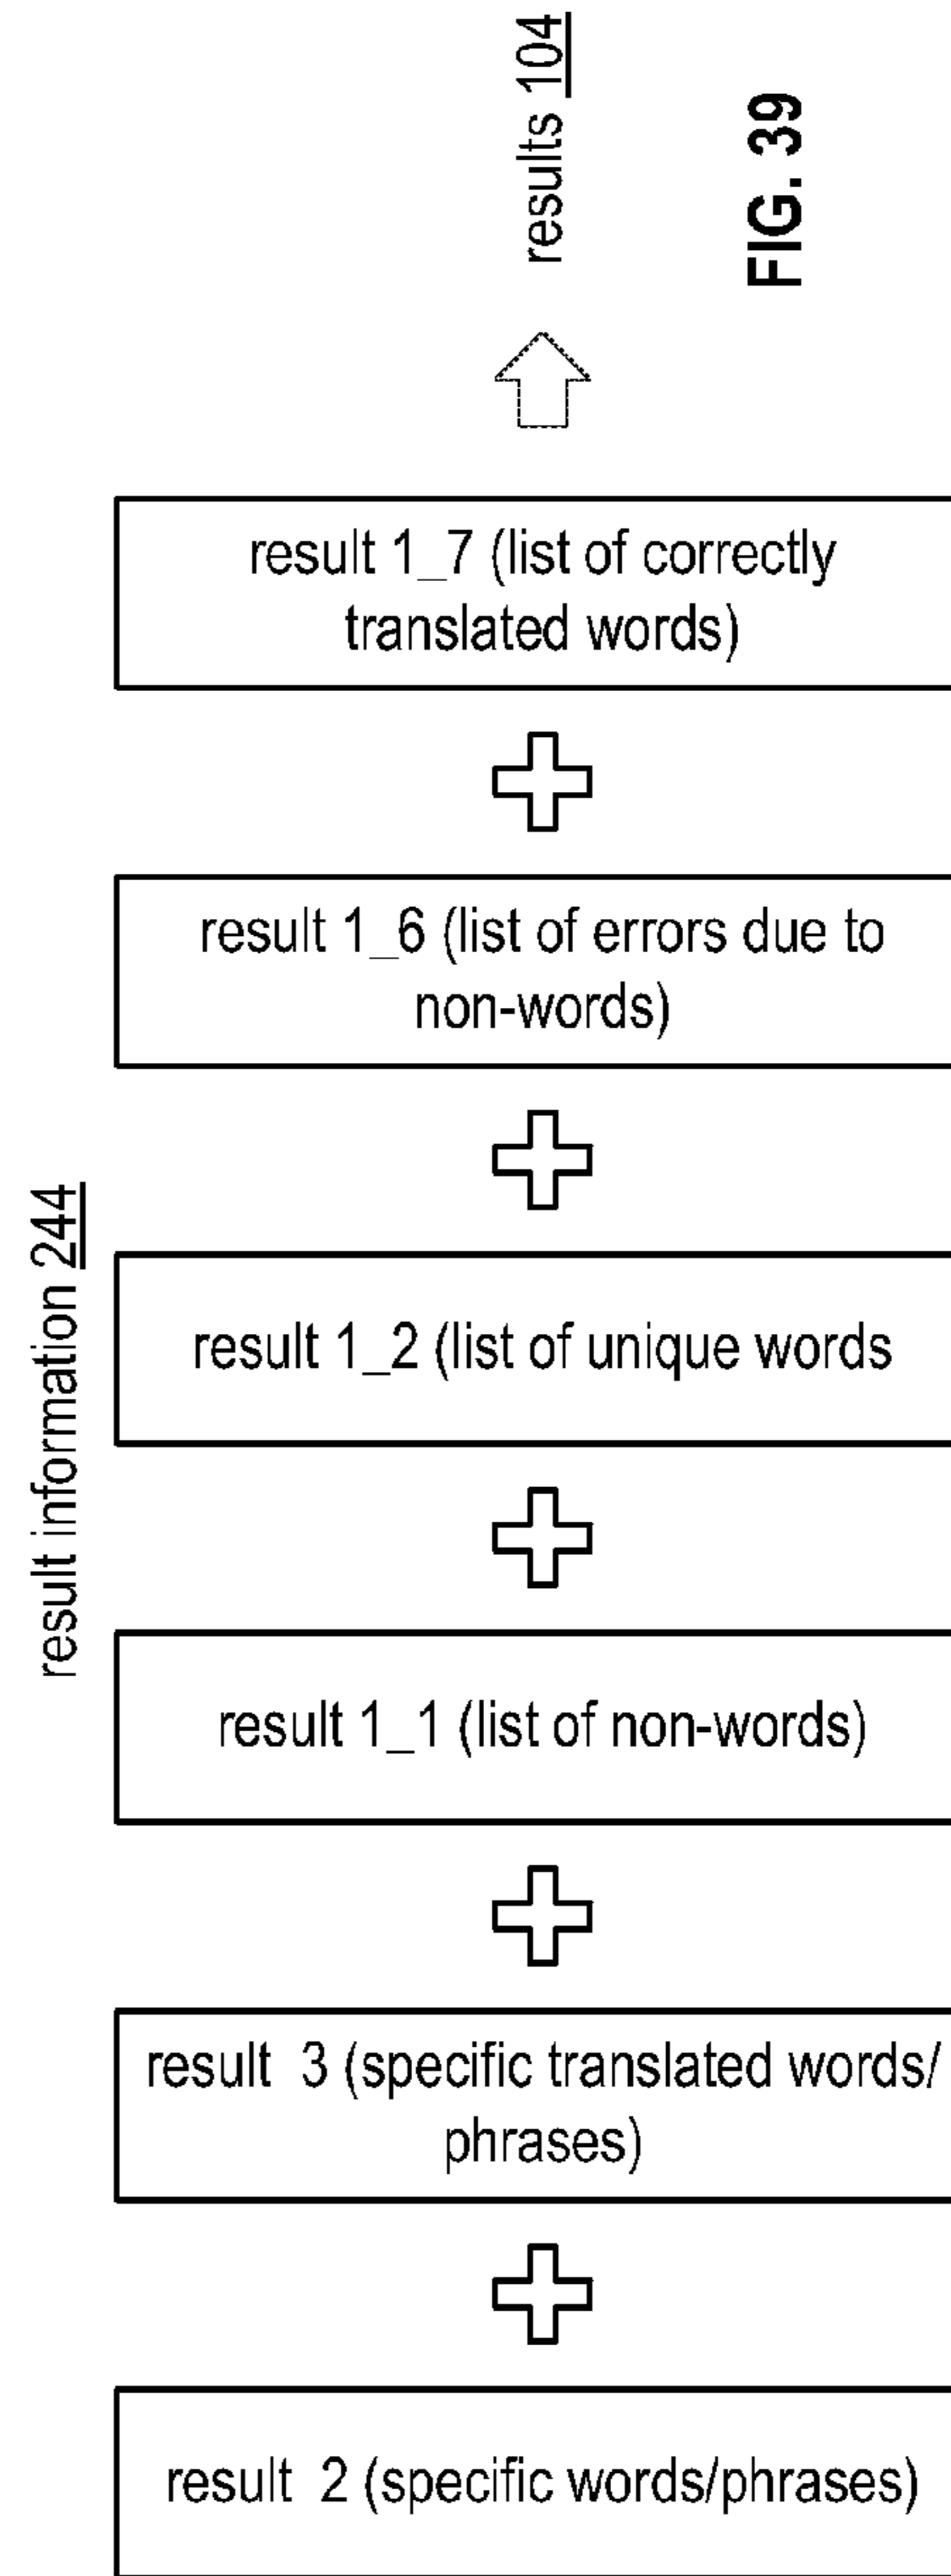 result information 244
result 1_7 (list of correctly
translated words)
result 1_6 (list of errors due to
non-words)
result 1_2 (list of unique words
result 1_1 (list of non-words)
result 3 (specific translated words/
phrases)
result 2 (specific words/phrases)
results 104
FIG. 39